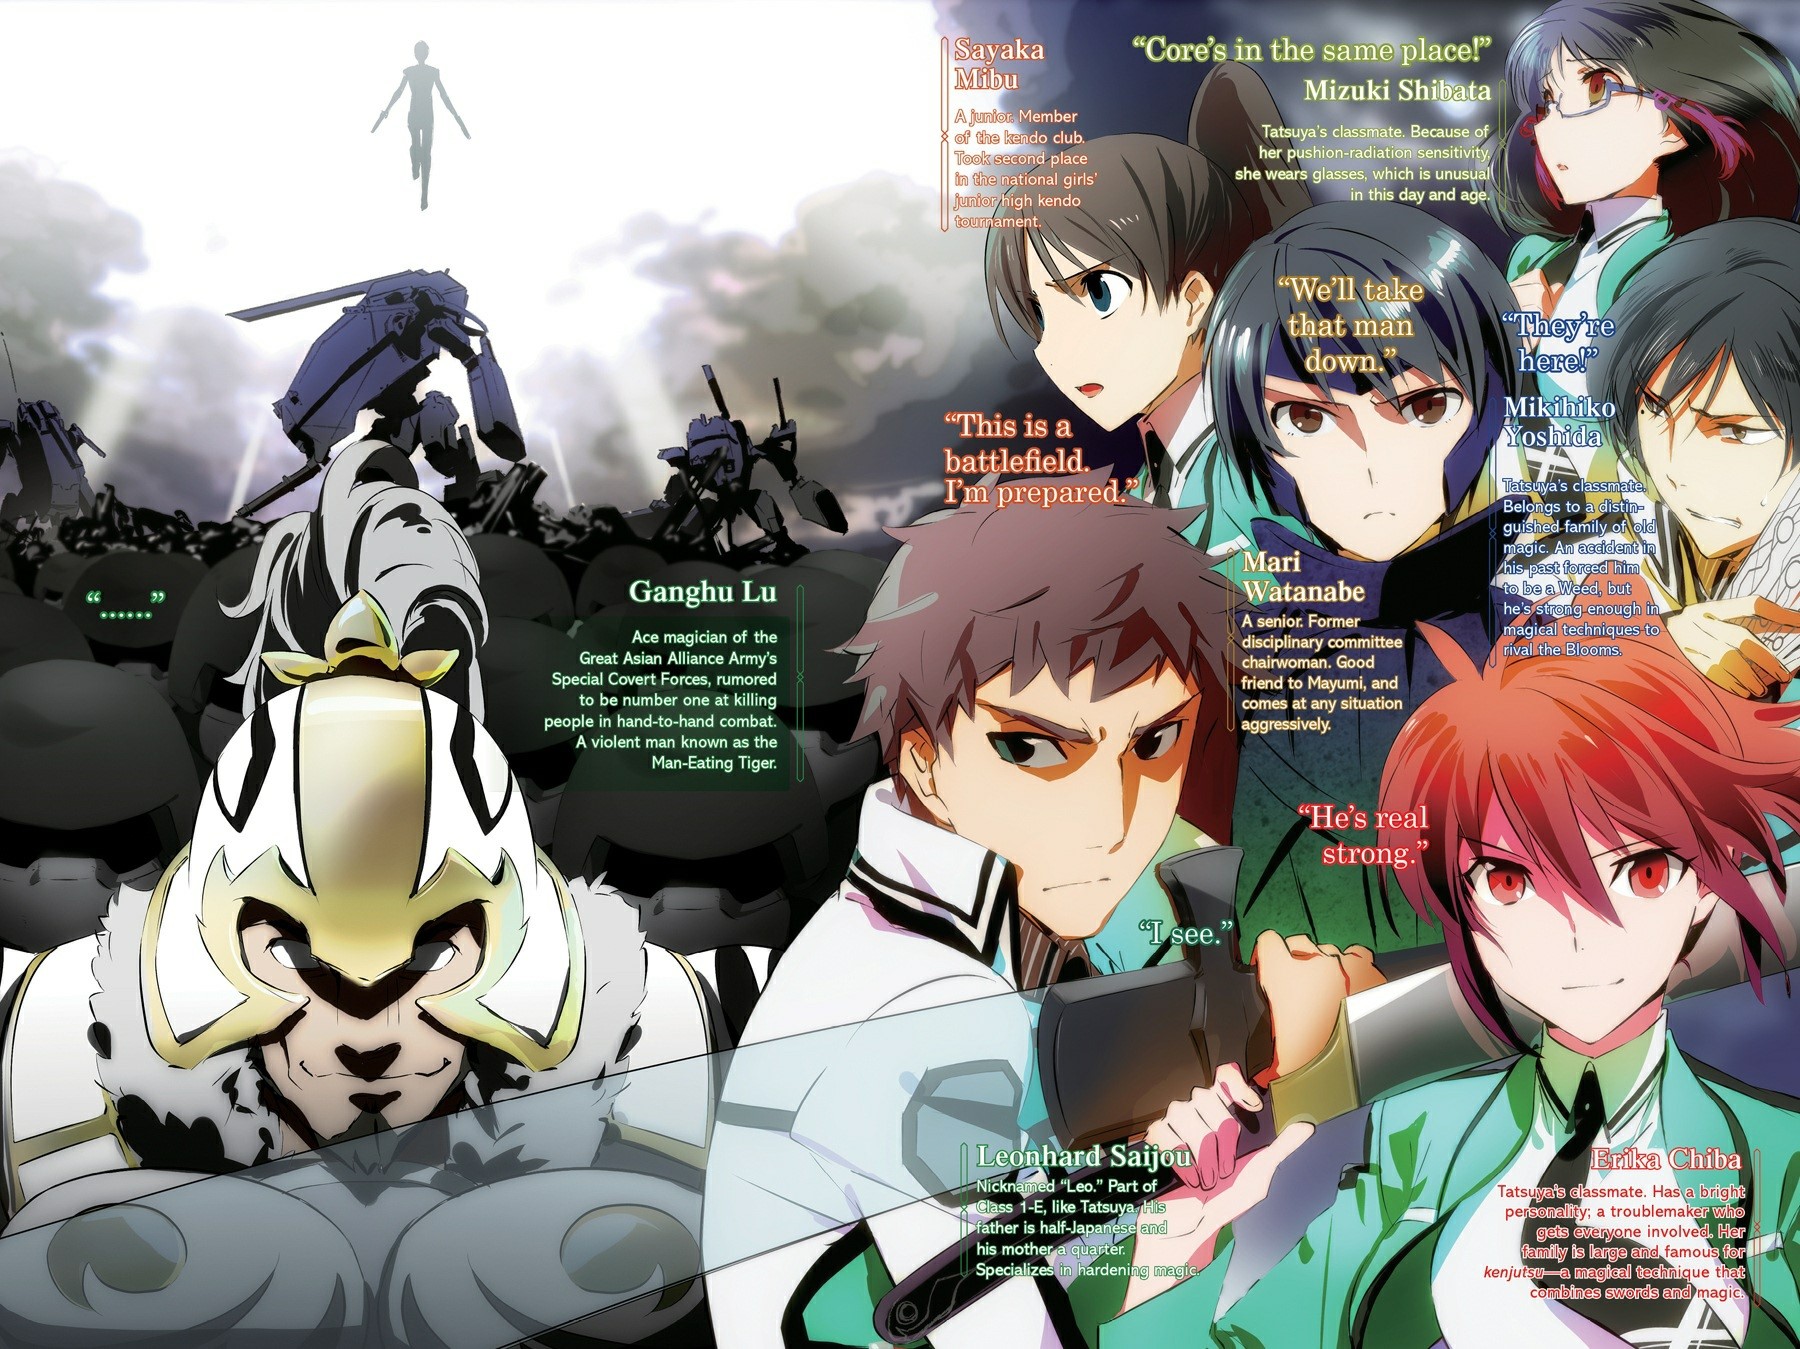 “......”
Ganghu Lu
Ace magician of the
Great Asian Alliance Army’s
Special Covert Forces, rumored
to be number one at killing
people in hand-to-hand combat.
A violent man known as the
Man-Eating Tiger.
Sayaka
Mibu
A junior. Member
of the kendo club.
Took second place
in the national girls’
junior high kendo
tournament.
“This is a
battlefield.
I’m prepared.”
“Core’s in the same place!”
Mizuki Shibata
Tatsuya’s classmate. Because of
her pushion-radiation sensitivity,
she wears glasses, which is unusual
in this day and age.
“We’ll take
that man
down.”
Mari
Watanabe
A senior. Former
disciplinary committee
chairwoman. Good
friend to Mayumi, and
comes at any situation
aggressively.
“They’re
here!”
Mikihiko
Yoshida
Tatsuya’s classmate.
Belongs to a distin-
guished family of old
magic. An accident in
his past forced him
to be a Weed, but
he’s strong enough in
magical techniques to
rival the Blooms.
“He’s real
strong.”
“I see.”
Leonhard Saijou
Nicknamed “Leo.” Part of
Class 1-E, like Tatsuya. His
father is half-Japanese and
his mother a quarter.
Specializes in hardening magic.
Erika Chiba
Tatsuya’s classmate. Has a bright
personality; a troublemaker who
gets everyone involved. Her
family is large and famous for
kenjutsu—a magical technique that
combines swords and magic.